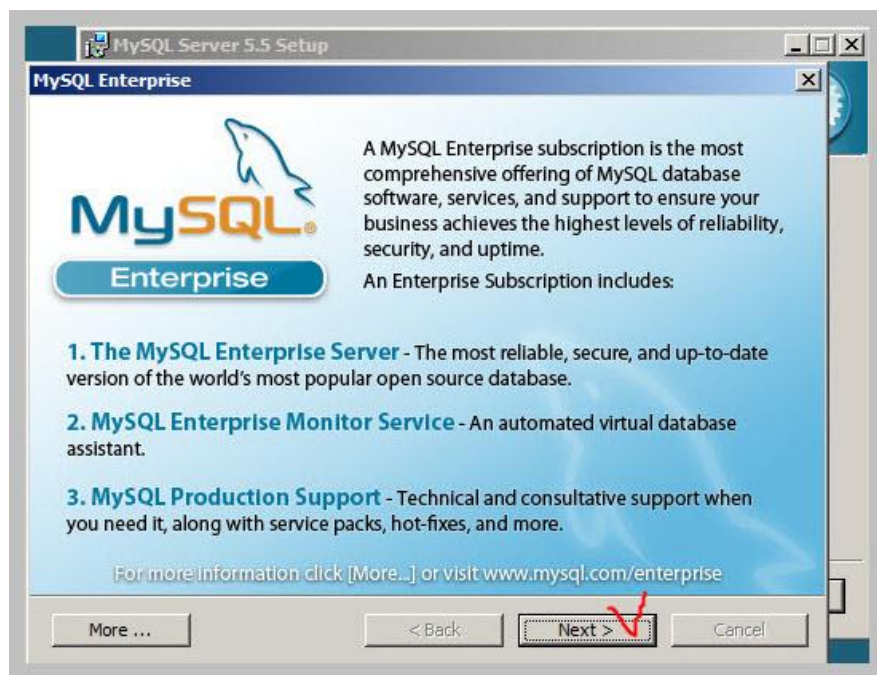 MySQL Server 5.5 Setup
MySQL Enterprise
MySQL®
Enterprise
A MySQL Enterprise subscription is the most
comprehensive offering of MySQL database
software, services, and support to ensure your
business achieves the highest levels of reliability,
security, and uptime.
An Enterprise Subscription includes:
1. The MySQL Enterprise Server - The most reliable, secure, and up-to-date
version of the world's most popular open source database.
2. MySQL Enterprise Monitor Service - An automated virtual database
assistant.
3. MySQL Production Support - Technical and consultative support when
you need it, along with service packs, hot-fixes, and more.
For more information click [More...] or visit www.mysql.com/enterprise
More ...
< Back
Next >
Cancel